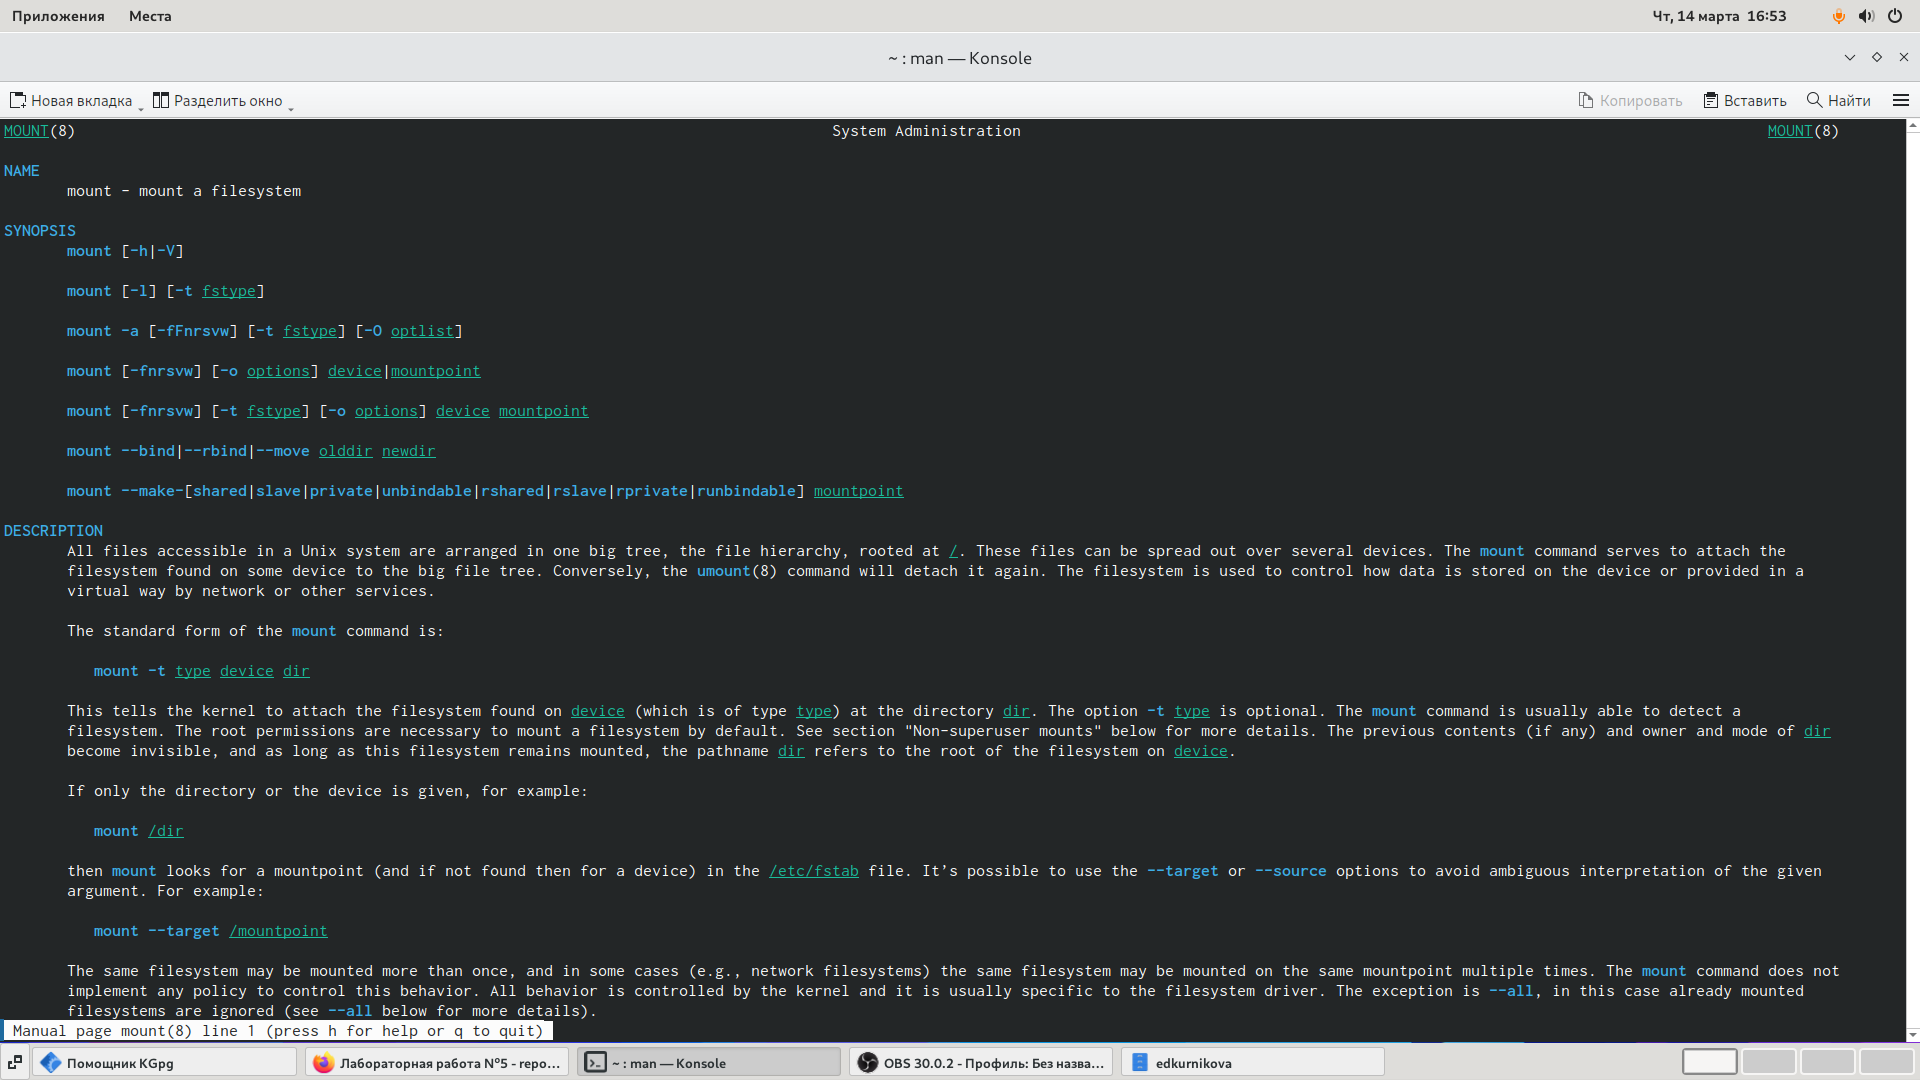 Приложения Места Чт, 14 марта 16:53
~ : man — Konsole
Новая вкладка Разделить окно Копировать Вставить Найти
MOUNT(8) System Administration MOUNT(8)
NAME
mount - mount a filesystem
SYNOPSIS
mount [-h|-V]
mount [-l] [-t fstype]
mount -a [-fFnrsvw] [-t fstype] [-O optlist]
mount [-fnrsvw] [-o options] device|mountpoint
mount [-fnrsvw] [-t fstype] [-o options] device mountpoint
mount --bind|--rbind|--move olddir newdir
mount --make-[shared|slave|private|unbindable|rshared|rslave|rprivate|runbindable] mountpoint
DESCRIPTION
All files accessible in a Unix system are arranged in one big tree, the file hierarchy, rooted at /. These files can be spread out over several devices. The mount command serves to attach the
filesystem found on some device to the big file tree. Conversely, the umount(8) command will detach it again. The filesystem is used to control how data is stored on the device or provided in a
virtual way by network or other services.
The standard form of the mount command is:
mount -t type device dir
This tells the kernel to attach the filesystem found on device (which is of type type) at the directory dir. The option -t type is optional. The mount command is usually able to detect a
filesystem. The root permissions are necessary to mount a filesystem by default. See section "Non-superuser mounts" below for more details. The previous contents (if any) and owner and mode of dir
become invisible, and as long as this filesystem remains mounted, the pathname dir refers to the root of the filesystem on device.
If only the directory or the device is given, for example:
mount /dir
then mount looks for a mountpoint (and if not found then for a device) in the /etc/fstab file. It’s possible to use the --target or --source options to avoid ambiguous interpretation of the given
argument. For example:
mount --target /mountpoint
The same filesystem may be mounted more than once, and in some cases (e.g., network filesystems) the same filesystem may be mounted on the same mountpoint multiple times. The mount command does not
implement any policy to control this behavior. All behavior is controlled by the kernel and it is usually specific to the filesystem driver. The exception is --all, in this case already mounted
filesystems are ignored (see --all below for more details).
Manual page mount(8) line 1 (press h for help or q to quit)
Помощник KGpg Лабораторная работа №5 - repo... ~ : man — Konsole OBS 30.0.2 - Профиль: Без назва... edkurnikova